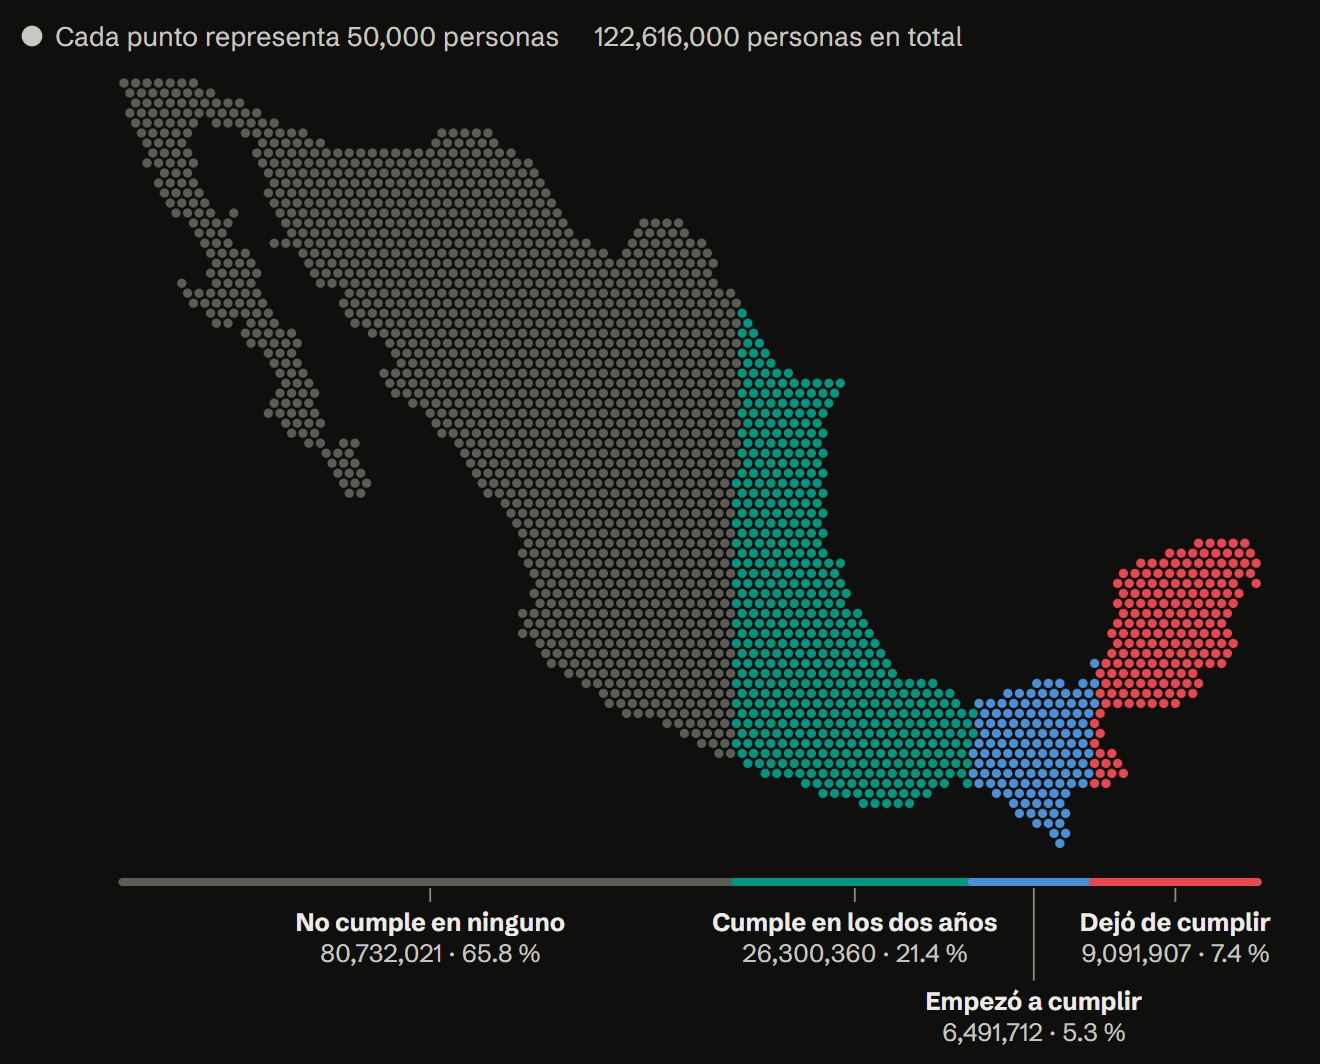 Cada punto representa 50,000 personas 122,616,000 personas en total
No cumple en ninguno
80,732,021 · 65.8 %
Cumple en los dos años
26,300,360 · 21.4 %
Dejó de cumplir
9,091,907 · 7.4 %
Empezó a cumplir
6,491,712 · 5.3 %